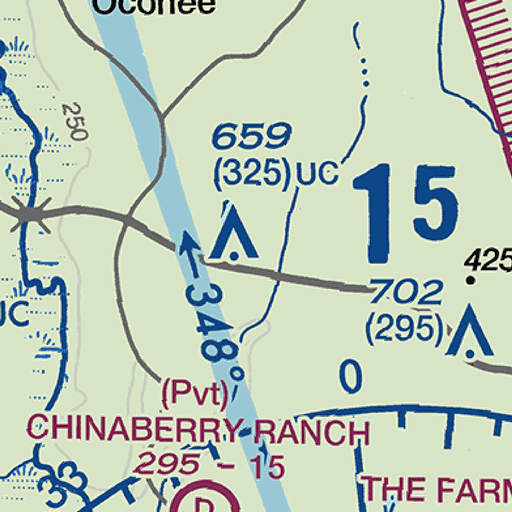 Oconee
250
659
(325) UC
15
425
702
(295)
UC
348°
0
(Pvt)
CHINABERRY RANCH
295 - 15
33
R
THE FARM